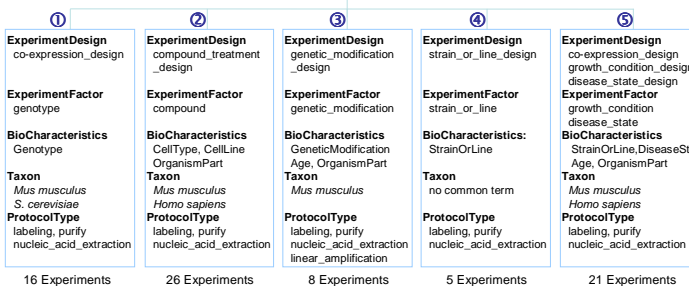 ①
ExperimentDesign
co-expression_design
ExperimentFactor
genotype
BioCharacteristics
Genotype
Taxon
Mus musculus
S. cerevisiae
ProtocolType
labeling, purify
nucleic_acid_extraction
16 Experiments
②
ExperimentDesign
compound_treatment
_design
ExperimentFactor
compound
BioCharacteristics
CellType, CellLine
OrganismPart
Taxon
Mus musculus
Homo sapiens
ProtocolType
labeling, purify
nucleic_acid_extraction
26 Experiments
③
ExperimentDesign
genetic_modification
_design
ExperimentFactor
genetic_modification
BioCharacteristics
GeneticModification
Age, OrganismPart
Taxon
Mus musculus
ProtocolType
labeling, purify
nucleic_acid_extraction
linear_amplification
8 Experiments
④
ExperimentDesign
strain_or_line_design
ExperimentFactor
strain_or_line
BioCharacteristics:
StrainOrLine
Taxon
no common term
ProtocolType
labeling, purify
nucleic_acid_extraction
5 Experiments
⑤
ExperimentDesign
co-expression_design
growth_condition_design
disease_state_design
ExperimentFactor
growth_condition
disease_state
BioCharacteristics
StrainOrLine,DiseaseSt
Age, OrganismPart
Taxon
Mus musculus
Homo sapiens
ProtocolType
labeling, purify
nucleic_acid_extraction
21 Experiments